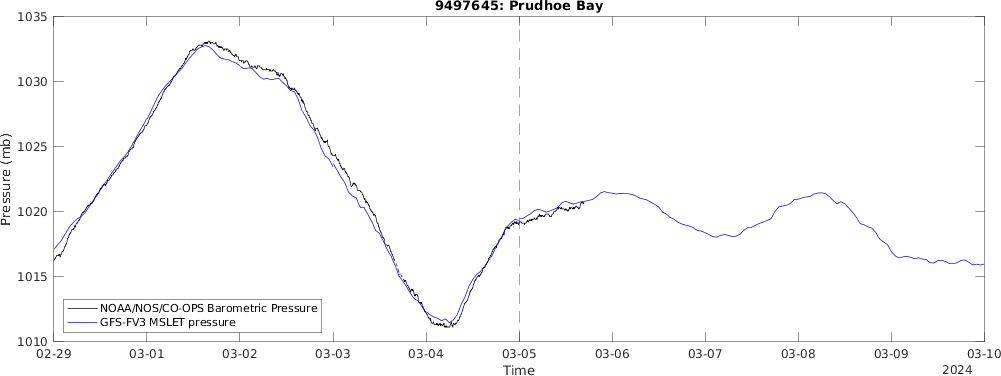 9497645: Prudhoe Bay
1035
1030
1025
1020
1015
1010
Pressure (mb)
NOAA/NOS/CO-OPS Barometric Pressure
GFS-FV3 MSLET pressure
02-29 03-01 03-02 03-03 03-04 03-05 03-06 03-07 03-08 03-09 03-10
Time
2024